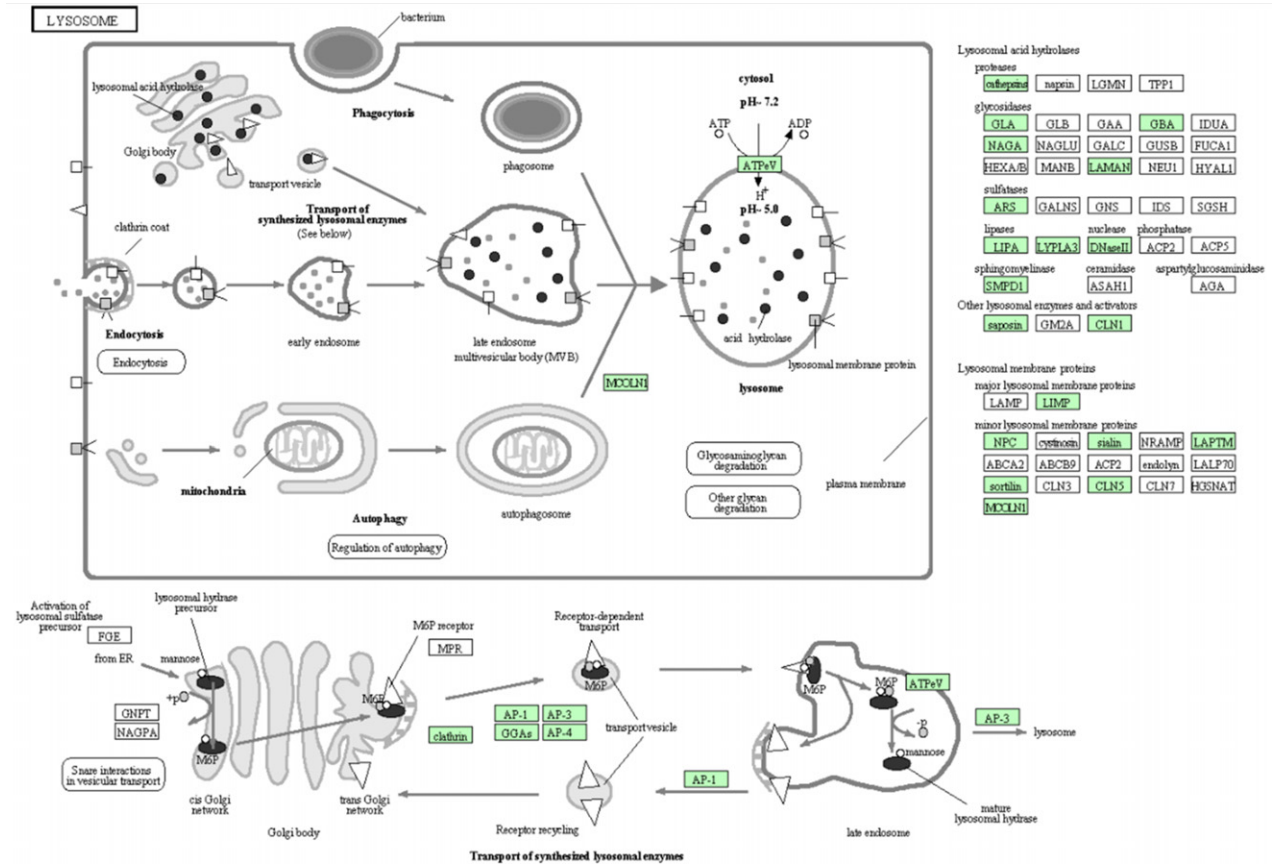 LYSOSOME
bacterium
lysosomal acid hydrolase
Golgi body
Phagocytosis
phagosome
transport vesicle
Transport of
synthesized lysosomal enzymes
(See below)
clathrin coat
cytosol
pH~ 7.2
ATP
ADP
ATPeV
H+
pH~ 5.0
Endocytosis
Endocytosis
early endosome
late endosome
multivesicular body (MVB)
acid hydrolase
lysosomal membrane protein
lysosome
MCOLN1
mitochondria
Autophagy
Regulation of autophagy
autophagosome
Glycosaminoglycan
degradation
Other glycan
degradation
plasma membrane
Lysosomal acid hydrolases
proteases
cathepsins napsin LGMN TPP1
glycosidases
GLA GLB GAA GBA IDUA
NAGA NAGLU GALC GUSB FUCA1
HEXA/B MANB LAMAN NEU1 HYAL1
sulfatases
ARS GALNS GNS IDS SGSH
lipases nuclease phosphatase
LIPA LYPLA3 DNaseII ACP2 ACP5
sphingomyelinase ceramidase aspartylglucosaminidase
SMPD1 ASAH1 AGA
Other lysosomal enzymes and activators
saposin GM2A CLN1
Lysosomal membrane proteins
major lysosomal membrane proteins
LAMP LIMP
minor lysosomal membrane proteins
NPC cystinosin sialin NRAMP LAPTM
ABCA2 ABCB9 ACP2 endolyn LALP70
sortilin CLN3 CLN5 CLN7 HGSNAT
MCOLN1
Activation of
lysosomal sulfatase
precursor
FGE
lysosomal hydrase
precursor
from ER
mannose
+p
GNPT
NAGPA
M6P
Snare interactions
in vesicular transport
cis Golgi
network
Golgi body
trans Golgi
network
M6P
M6P receptor
MPR
clathrin
AP-1 AP-3
GGAs AP-4
Receptor-dependent
transport
M6P
transport vesicle
Receptor recycling
AP-1
M6P
M6P
ATPeV
-p
mannose
mature
lysosomal hydrase
late endosome
AP-3
lysosome
Transport of synthesized lysosomal enzymes